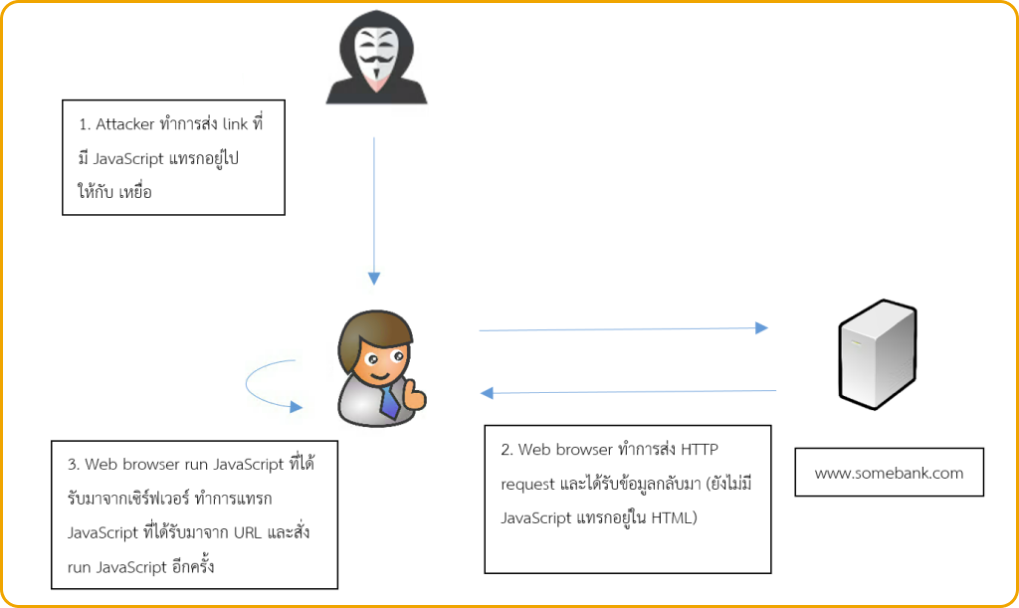 1. Attacker ทำการส่ง link ที่
มี JavaScript แทรกอยู่ไป
ให้กับ เหยื่อ
2. Web browser ทำการส่ง HTTP
request และได้รับข้อมูลกลับมา (ยังไม่มี
JavaScript แทรกอยู่ใน HTML)
www.somebank.com
3. Web browser run JavaScript ที่ได้
รับมาจากเซิร์ฟเวอร์ ทำการแทรก
JavaScript ที่ได้รับมาจาก URL และสั่ง
run JavaScript อีกครั้ง